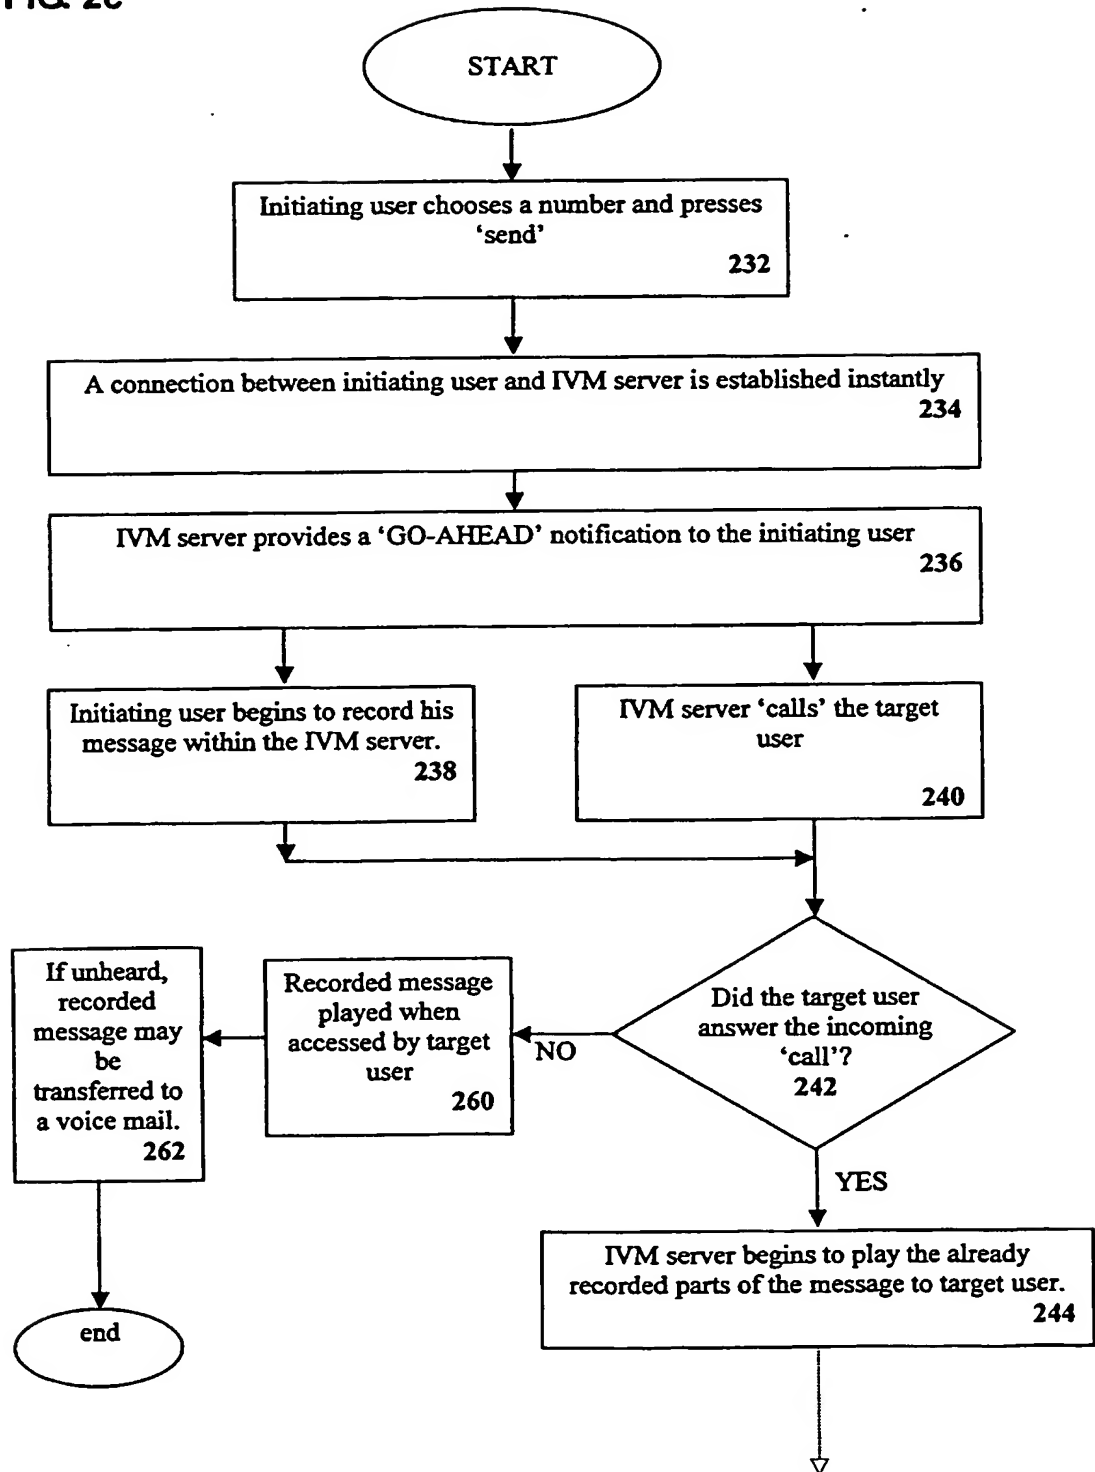 FIG. 2c
START
Initiating user chooses a number and presses
‘send’
232
A connection between initiating user and IVM server is established instantly
234
IVM server provides a ‘GO-AHEAD’ notification to the initiating user
236
Initiating user begins to record his
message within the IVM server.
238
IVM server ‘calls’ the target
user
240
Did the target user
answer the incoming
‘call’?
242
NO
Recorded message
played when
accessed by target
user
260
If unheard,
recorded
message may
be
transferred to
a voice mail.
262
end
YES
IVM server begins to play the already
recorded parts of the message to target user.
244